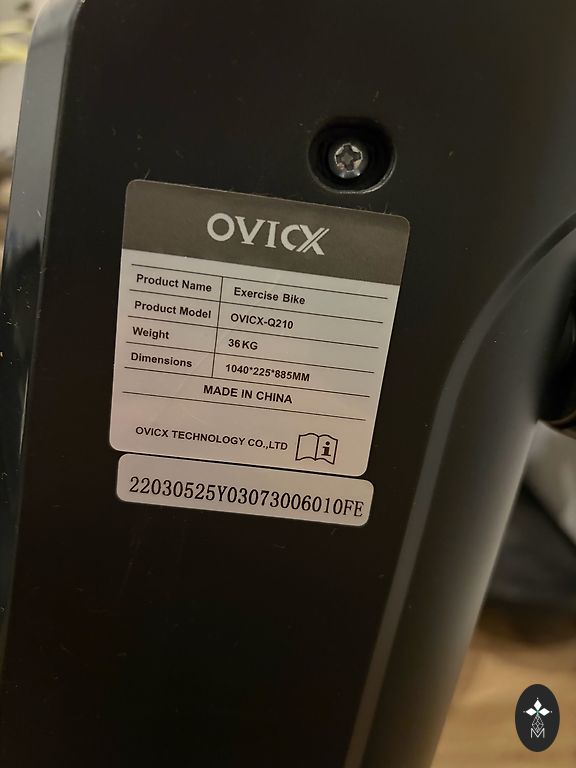 OVICX
Product Name Exercise Bike
Product Model OVICX-Q210
Weight 36KG
Dimensions 1040*225*885MM
MADE IN CHINA
OVICX TECHNOLOGY CO.,LTD
22030525Y03073006010FE
M